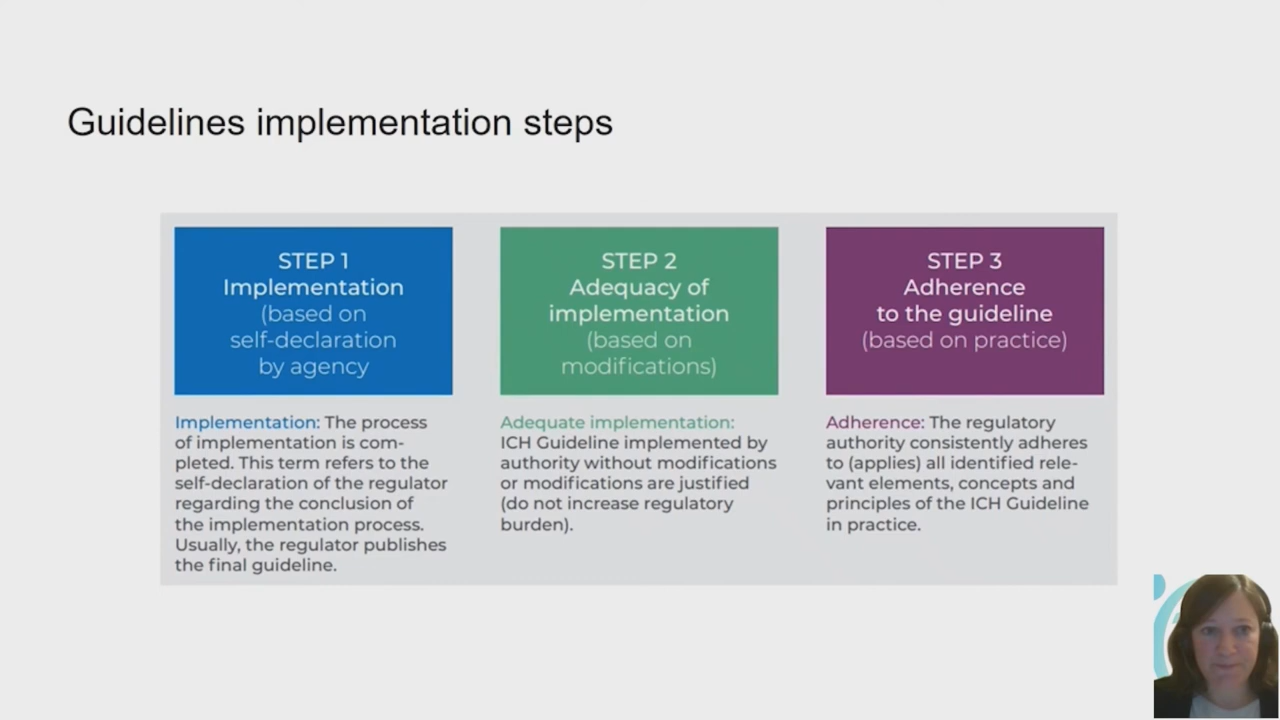 Guidelines implementation steps
STEP 1
Implementation
(based on
self-declaration
by agency
Implementation: The process
of implementation is com-
pleted. This term refers to the
self-declaration of the regulator
regarding the conclusion of
the implementation process.
Usually, the regulator publishes
the final guideline.
STEP 2
Adequacy of
implementation
(based on
modifications)
Adequate implementation:
ICH Guideline implemented by
authority without modifications
or modifications are justified
(do not increase regulatory
burden).
STEP 3
Adherence
to the guideline
(based on practice)
Adherence: The regulatory
authority consistently adheres
to (applies) all identified rele-
vant elements, concepts and
principles of the ICH Guideline
in practice.